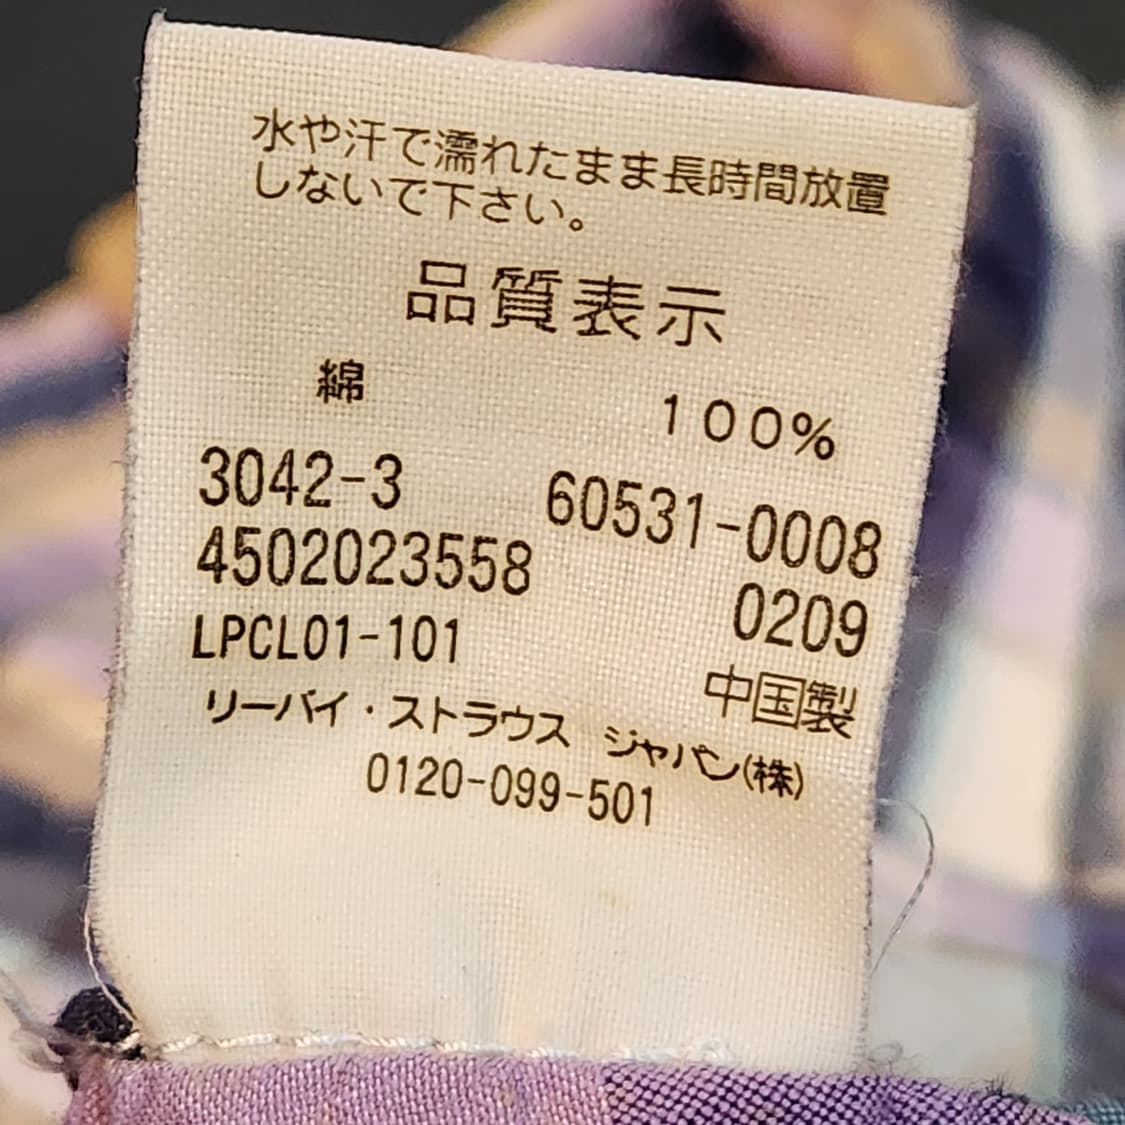 水や汗で濡れたまま長時間放置
しないで下さい。
品質表示
綿 １００%
3042-3 60531-0008
4502023558 0209
LPCL01-101 中国製
リーバイ・ストラウス ジャパン(株)
0120-099-501